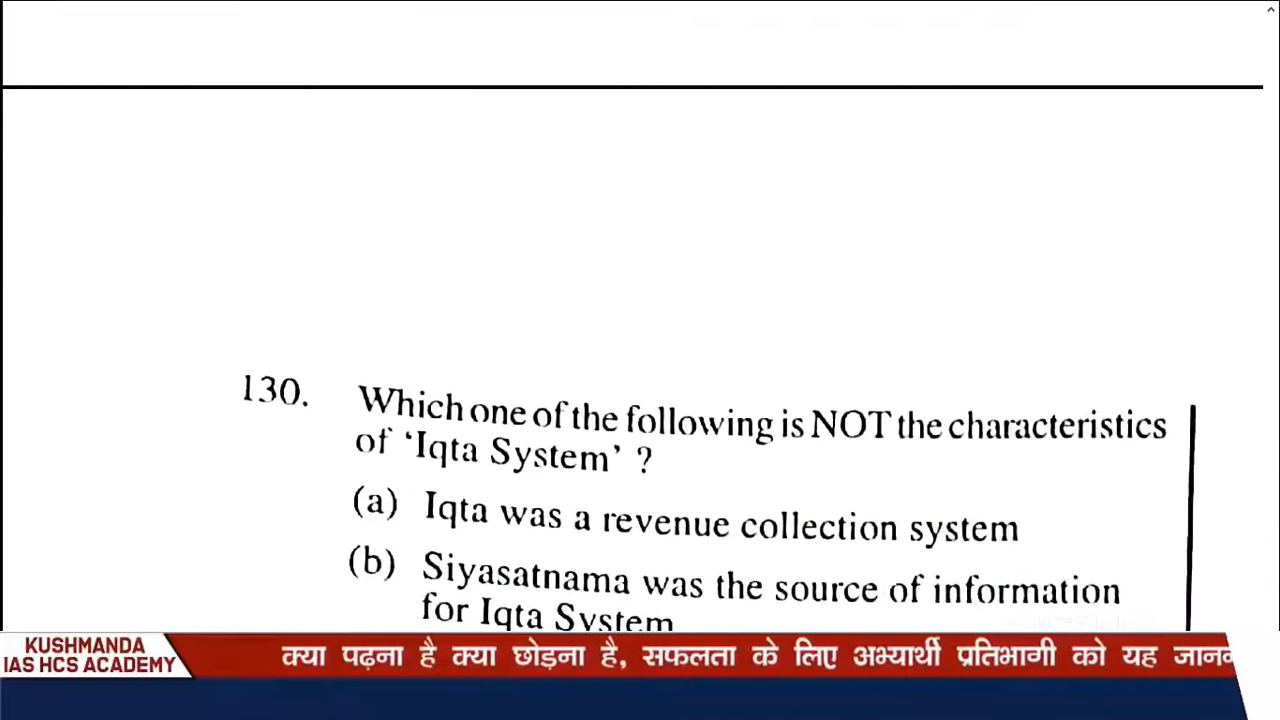 130. Which one of the following is NOT the characteristics
of ‘Iqta System’ ?
(a) Iqta was a revenue collection system
(b) Siyasatnama was the source of information
for Iqta System
KUSHMANDA
IAS HCS ACADEMY
क्या पढ़ना है क्या छोड़ना है, सफलता के लिए अभ्यार्थी प्रतिभागी को यह